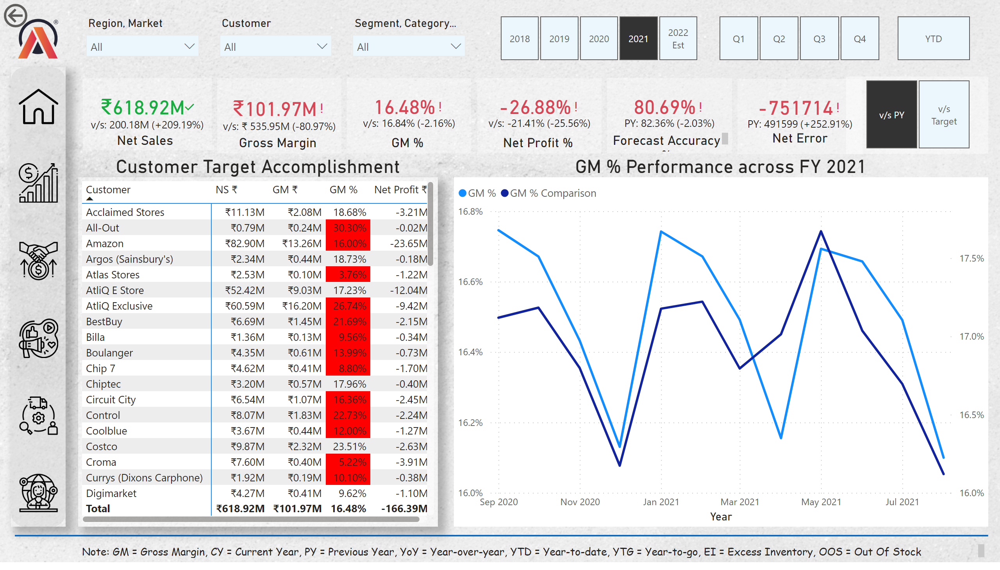 Region, Market
Customer
Segment, Category...
All
All
All
2018
2019
2020
2021
2022
Est
Q1
Q2
Q3
Q4
YTD
®
₹618.92M
v/s: 200.18M (+209.19%)
Net Sales
₹101.97M!
v/s: ₹ 535.95M (-80.97%)
Gross Margin
16.48%!
v/s: 16.84% (-2.16%)
GM %
-26.88%!
v/s: -21.41% (-25.56%)
Net Profit %
80.69%!
PY: 82.36% (-2.03%)
Forecast Accuracy
-751714!
PY: 491599 (+252.91%)
Net Error
v/s PY
v/s
Target
Customer Target Accomplishment
Customer NS ₹ GM ₹ GM % Net Profit ₹
Acclaimed Stores ₹11.13M ₹2.08M 18.68% -3.21M
All-Out ₹0.79M ₹0.24M 30.30% -0.02M
Amazon ₹82.90M ₹13.26M 16.00% -23.65M
Argos (Sainsbury's) ₹2.34M ₹0.44M 18.73% -0.18M
Atlas Stores ₹2.53M ₹0.10M 3.76% -1.22M
AtliQ E Store ₹52.42M ₹9.03M 17.23% -12.04M
AtliQ Exclusive ₹60.59M ₹16.20M 26.74% -9.42M
BestBuy ₹6.69M ₹1.45M 21.69% -2.15M
Billa ₹1.36M ₹0.13M 9.56% -0.34M
Boulanger ₹4.35M ₹0.61M 13.99% -0.73M
Chip 7 ₹4.62M ₹0.41M 8.80% -1.70M
Chiptec ₹3.20M ₹0.57M 17.96% -0.40M
Circuit City ₹6.54M ₹1.07M 16.36% -2.45M
Control ₹8.07M ₹1.83M 22.73% -2.24M
Coolblue ₹3.67M ₹0.44M 12.00% -1.27M
Costco ₹9.87M ₹2.32M 23.51% -2.63M
Croma ₹7.60M ₹0.40M 5.22% -3.91M
Currys (Dixons Carphone) ₹1.92M ₹0.19M 10.10% -0.38M
Digimarket ₹4.27M ₹0.41M 9.62% -1.10M
Total ₹618.92M ₹101.97M 16.48% -166.39M
GM % Performance across FY 2021
GM % GM % Comparison
16.8%
16.6%
16.4%
16.2%
16.0%
17.5%
17.0%
16.5%
16.0%
Sep 2020 Nov 2020 Jan 2021 Mar 2021 May 2021 Jul 2021
Year
Note: GM = Gross Margin, CY = Current Year, PY = Previous Year, YoY = Year-over-year, YTD = Year-to-date, YTG = Year-to-go, EI = Excess Inventory, OOS = Out Of Stock